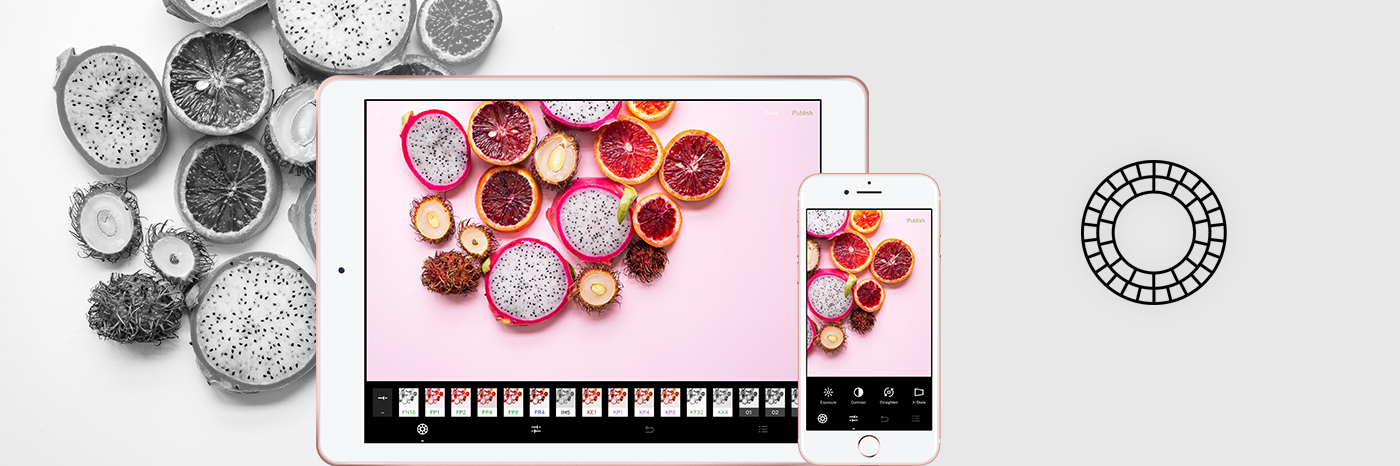 Publish
FN16 FP1 FP2 FP4 FP8 FR4 IH5 KE1 KP1 KP4 KP8 KT32 KX4 01 02
Publish
Exposure Contrast Straighten X-Skew